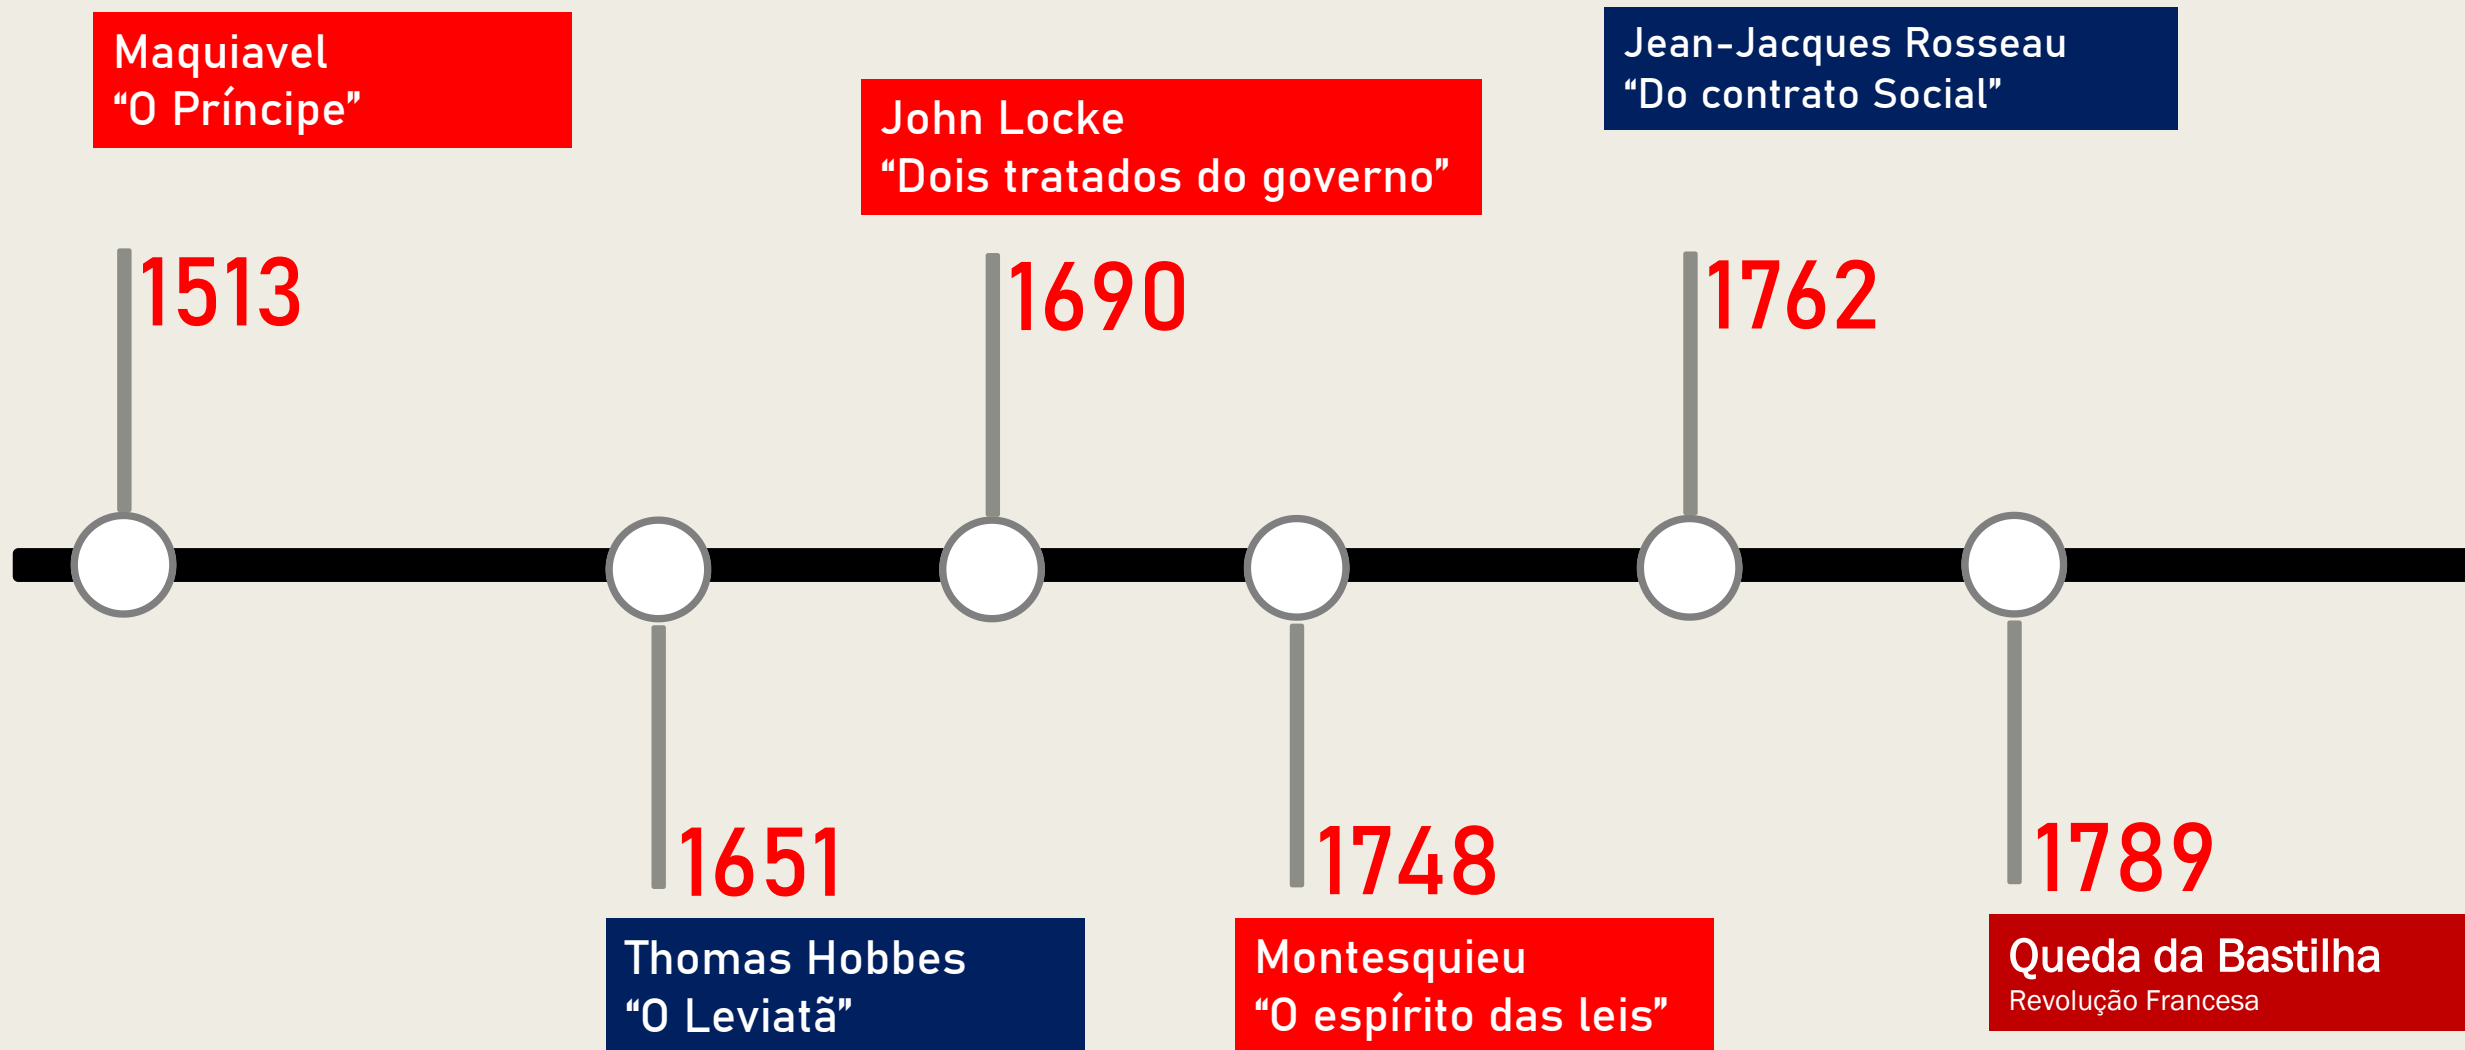 Maquiavel
“O Príncipe”
1513
Thomas Hobbes
“O Leviatã”
1651
John Locke
“Dois tratados do governo”
1690
Montesquieu
“O espírito das leis”
1748
Jean-Jacques Rosseau
“Do contrato Social”
1762
1789
Queda da Bastilha
Revolução Francesa